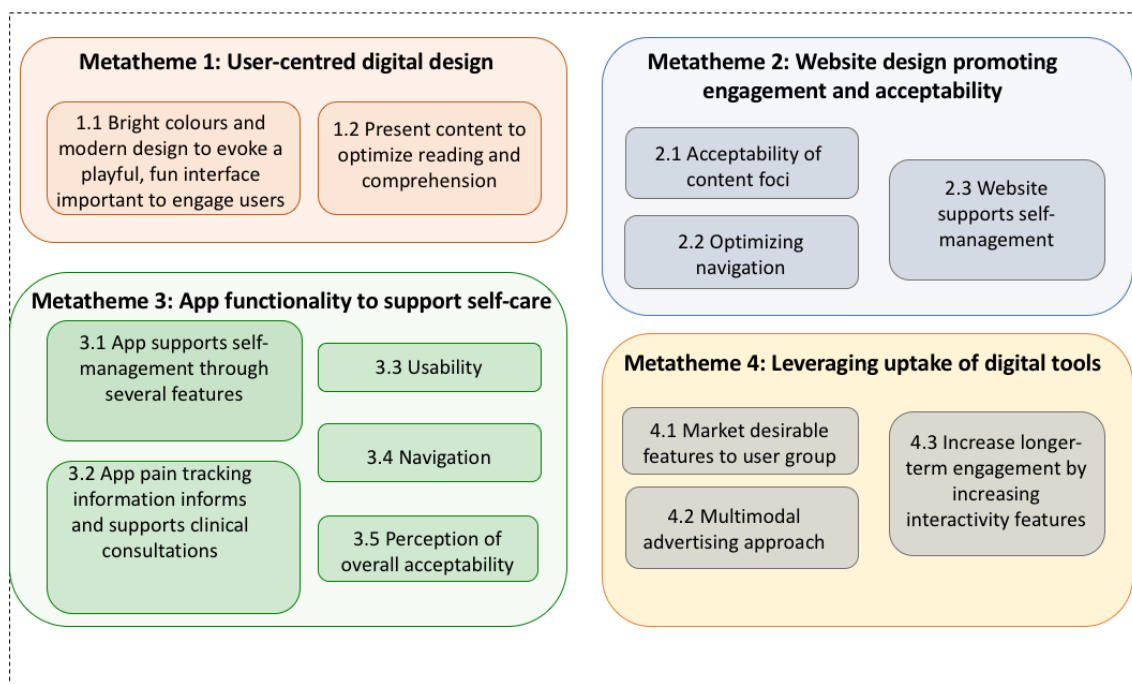 Metatheme 1: User-centred digital design
1.1 Bright colours and
modern design to evoke a
playful, fun interface
important to engage users
1.2 Present content to
optimize reading and
comprehension
Metatheme 2: Website design promoting
engagement and acceptability
2.1 Acceptability of
content foci
2.2 Optimizing
navigation
2.3 Website
supports self-
management
Metatheme 3: App functionality to support self-care
3.1 App supports self-
management through
several features
3.2 App pain tracking
information informs
and supports clinical
consultations
3.3 Usability
3.4 Navigation
3.5 Perception of
overall acceptability
Metatheme 4: Leveraging uptake of digital tools
4.1 Market desirable
features to user group
4.2 Multimodal
advertising approach
4.3 Increase longer-
term engagement by
increasing
interactivity features